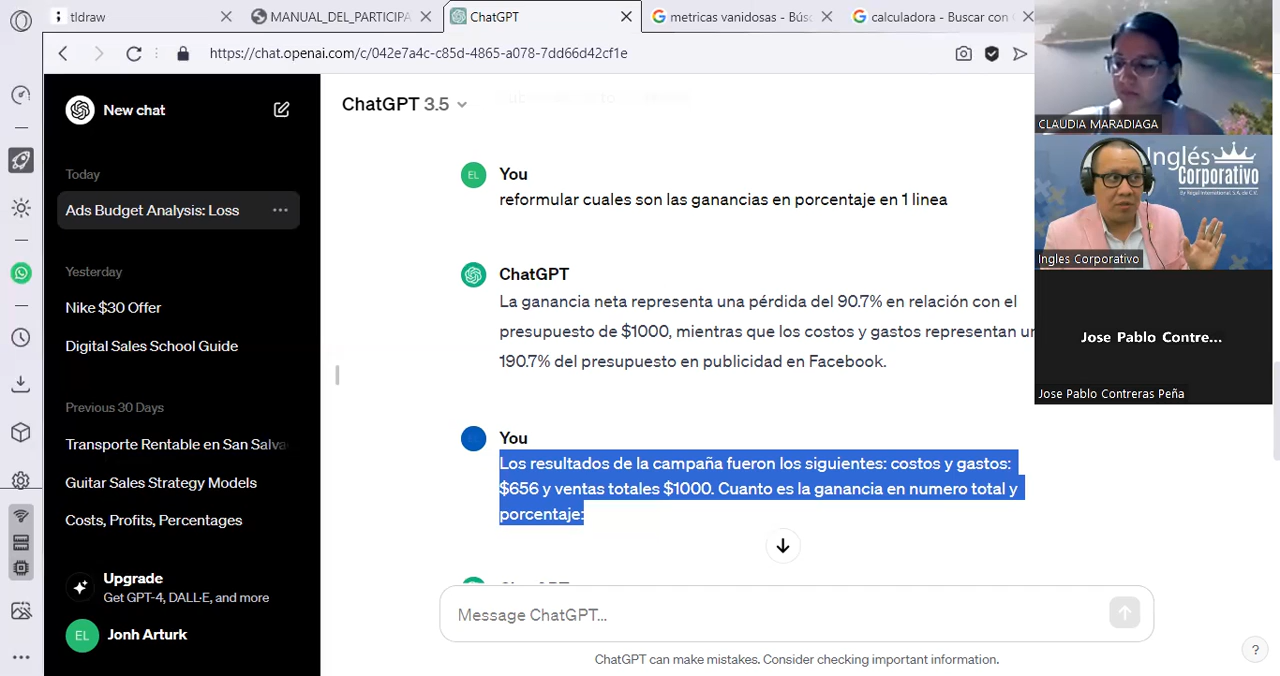 tldraw
MANUAL_DEL_PARTICIPA
ChatGPT
metricas vanidosas - Bús
calculadora - Buscar con
https://chat.openai.com/c/042e7a4c-c85d-4865-a078-7dd66d42cf1e
New chat
Today
Ads Budget Analysis: Loss
Yesterday
Nike $30 Offer
Digital Sales School Guide
Previous 30 Days
Transporte Rentable en San Salva
Guitar Sales Strategy Models
Costs, Profits, Percentages
Upgrade
Get GPT-4, DALL·E, and more
EL
Jonh Arturk
ChatGPT 3.5
EL
You
reformular cuales son las ganancias en porcentaje en 1 linea
ChatGPT
La ganancia neta representa una pérdida del 90.7% en relación con el
presupuesto de $1000, mientras que los costos y gastos representan un
190.7% del presupuesto en publicidad en Facebook.
You
Los resultados de la campaña fueron los siguientes: costos y gastos:
$656 y ventas totales $1000. Cuanto es la ganancia en numero total y
porcentaje:
Message ChatGPT...
ChatGPT can make mistakes. Consider checking important information.
?
CLAUDIA MARADIAGA
Inglés
Corporativo
Ingles Corporativo
Jose Pablo Contre...
Jose Pablo Contreras Peña